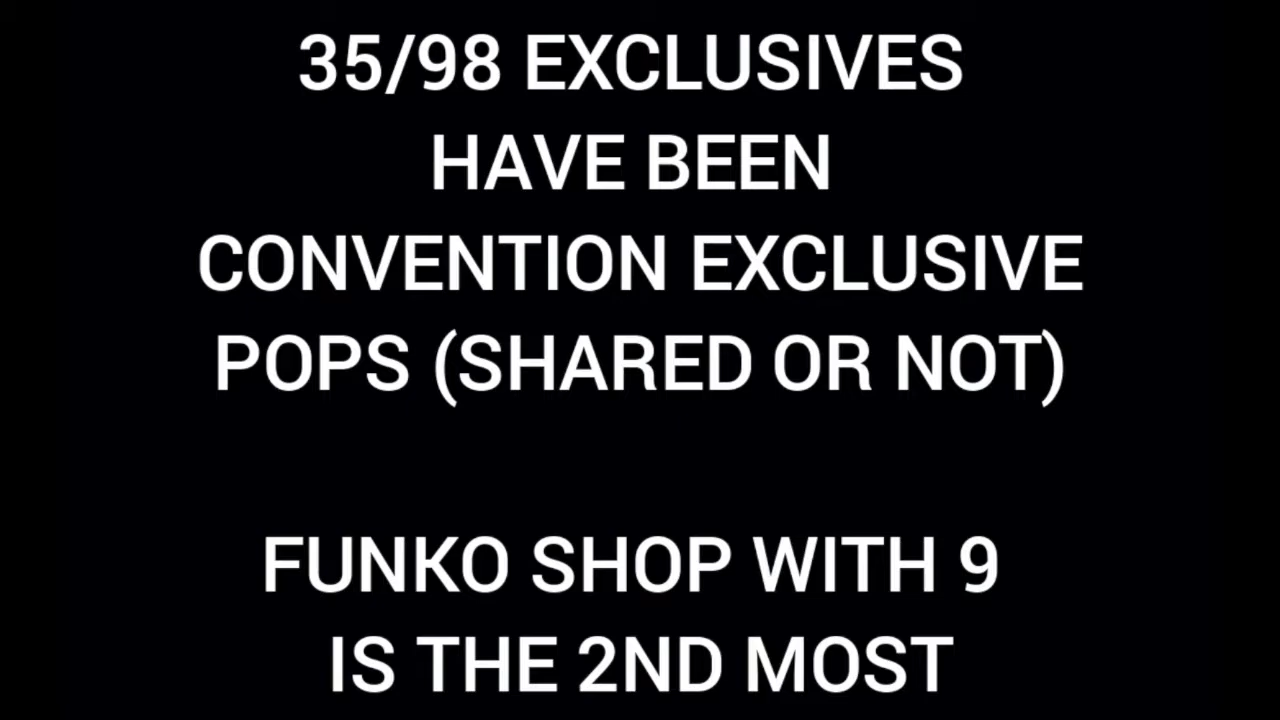 35/98 EXCLUSIVES
HAVE BEEN
CONVENTION EXCLUSIVE
POPS (SHARED OR NOT)
FUNKO SHOP WITH 9
IS THE 2ND MOST